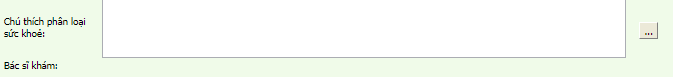 Chú thích phân loại
sức khoẻ:
...
Bác sĩ khám: